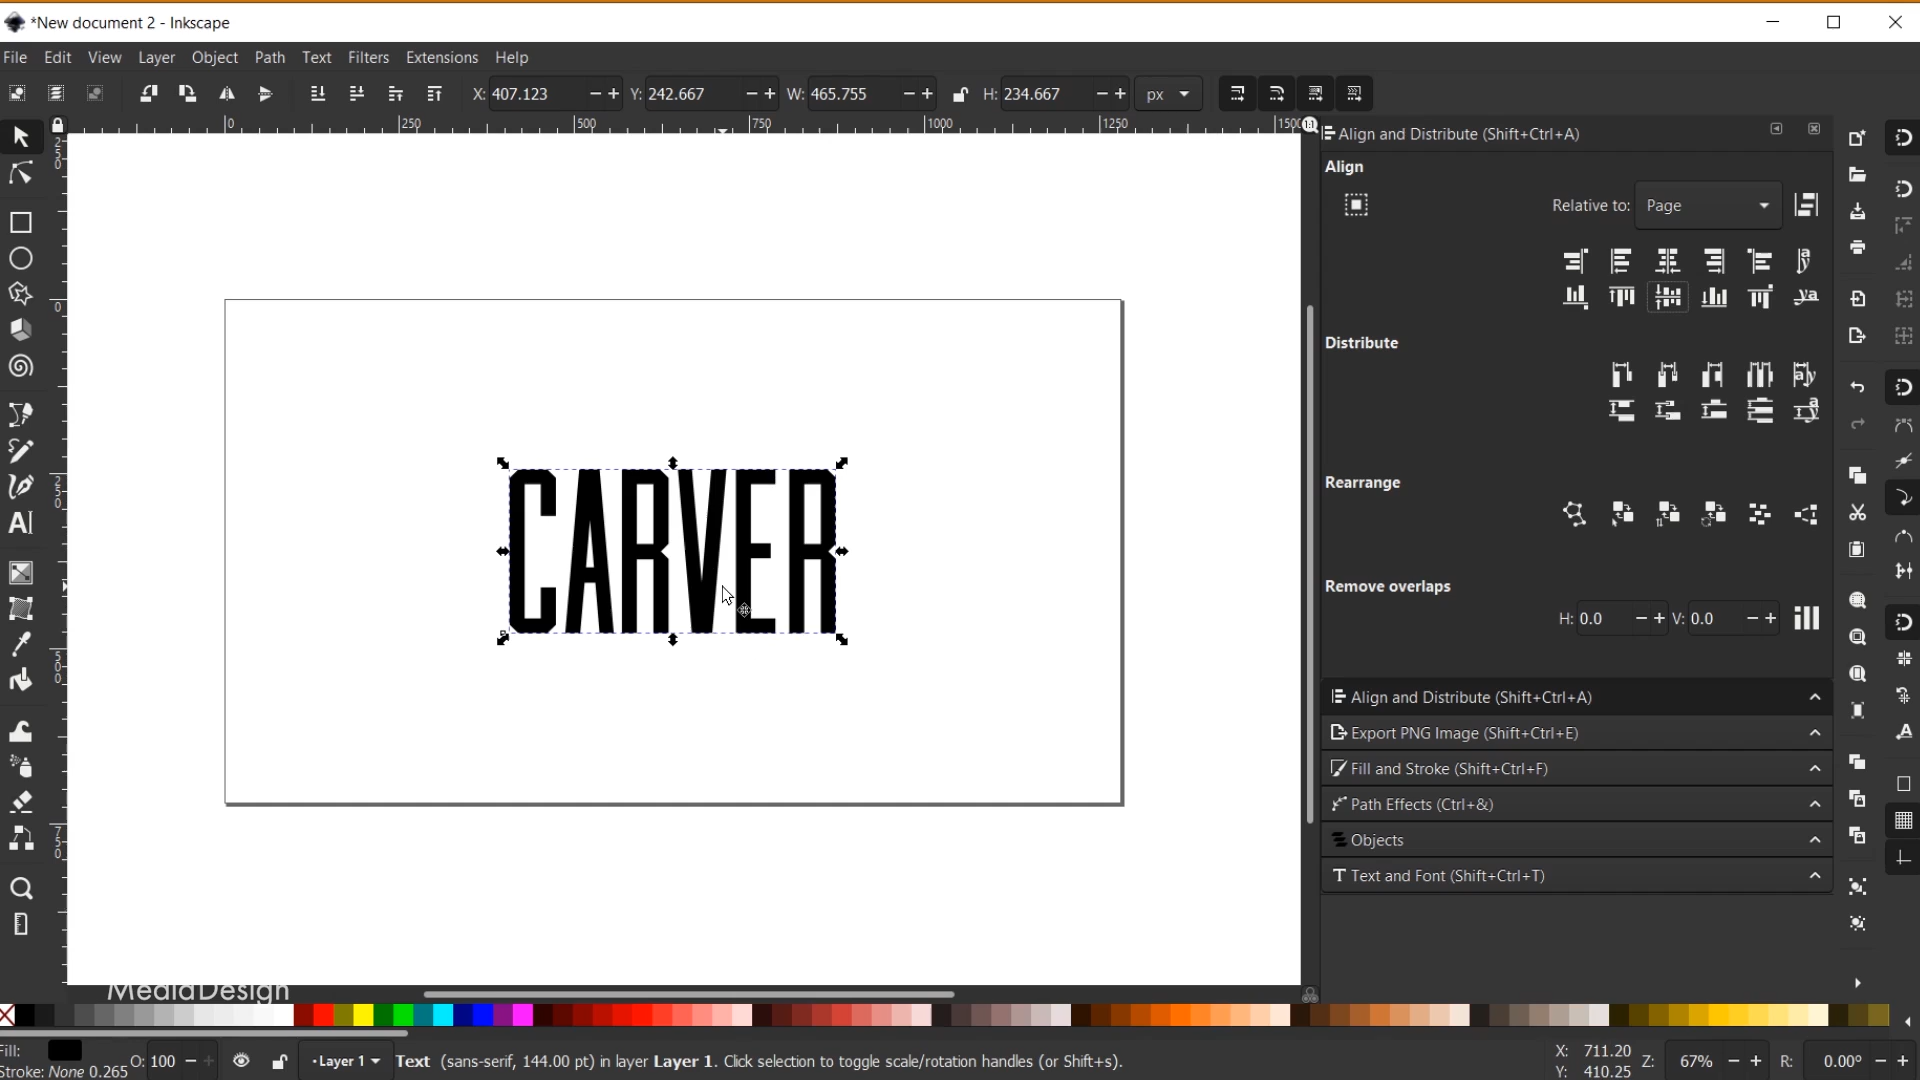 *New document 2 - Inkscape
File Edit View Layer Object Path Text Filters Extensions Help
X: 407.123 Y: 242.667 W: 465.755 H: 234.667 px
0 250 500 750 1000 1250 1500
Align and Distribute (Shift+Ctrl+A)
Align
Relative to: Page
Distribute
Rearrange
Remove overlaps
H: 0.0 V: 0.0
Align and Distribute (Shift+Ctrl+A)
Export PNG Image (Shift+Ctrl+E)
Fill and Stroke (Shift+Ctrl+F)
Path Effects (Ctrl+&)
Objects
Text and Font (Shift+Ctrl+T)
CARVER
MediaDesign
Fill:
Stroke: None 0.265
O: 100
•Layer 1
Text (sans-serif, 144.00 pt) in layer Layer 1. Click selection to toggle scale/rotation handles (or Shift+s).
X: 711.20
Y: 410.25
Z: 67%
R: 0.00°